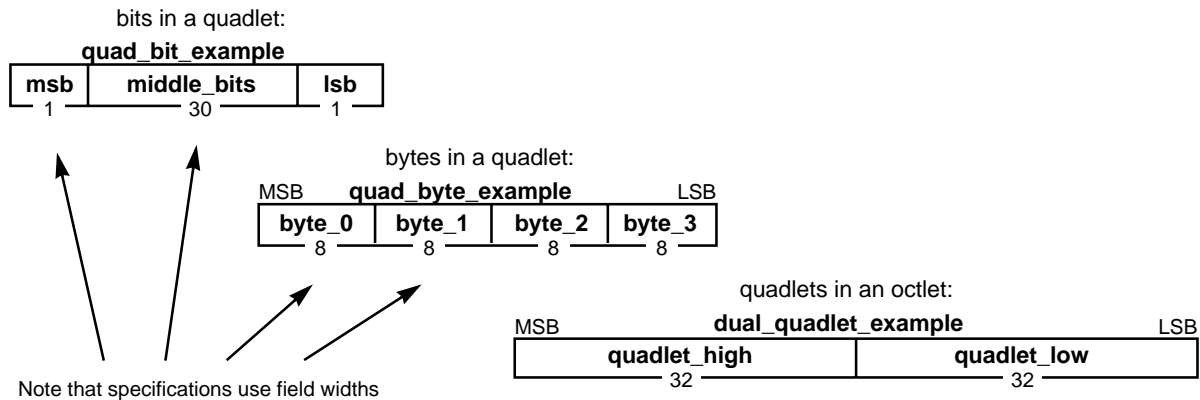 bits in a quadlet:
quad_bit_example
msb middle_bits lsb
1 30 1
bytes in a quadlet:
MSB quad_byte_example LSB
byte_0 byte_1 byte_2 byte_3
8 8 8 8
quadlets in an octlet:
MSB dual_quadlet_example LSB
quadlet_high quadlet_low
32 32
Note that specifications use field widths